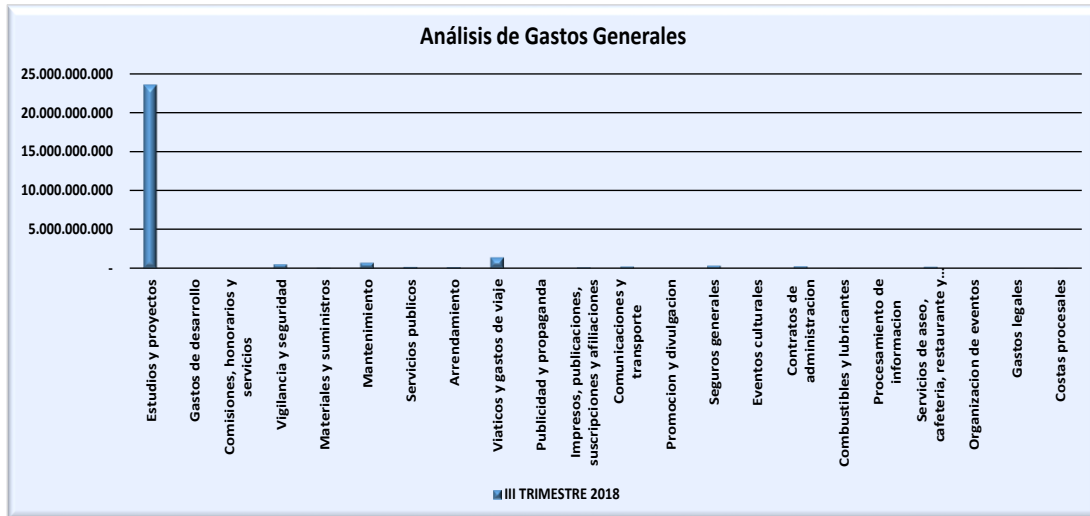 Análisis de Gastos Generales
25.000.000.000
20.000.000.000
15.000.000.000
10.000.000.000
5.000.000.000
-
Estudios y proyectos
Gastos de desarrollo
Comisiones, honorarios y
servicios
Vigilancia y seguridad
Materiales y suministros
Mantenimiento
Servicios publicos
Arrendamiento
Viaticos y gastos de viaje
Publicidad y propaganda
Impresos, publicaciones,
suscripciones y afiliaciones
Comunicaciones y
transporte
Promocion y divulgacion
Seguros generales
Eventos culturales
Contratos de
administracion
Combustibles y lubricantes
Procesamiento de
informacion
Servicios de aseo,
cafeteria, restaurante y...
Organizacion de eventos
Gastos legales
Costas procesales
III TRIMESTRE 2018